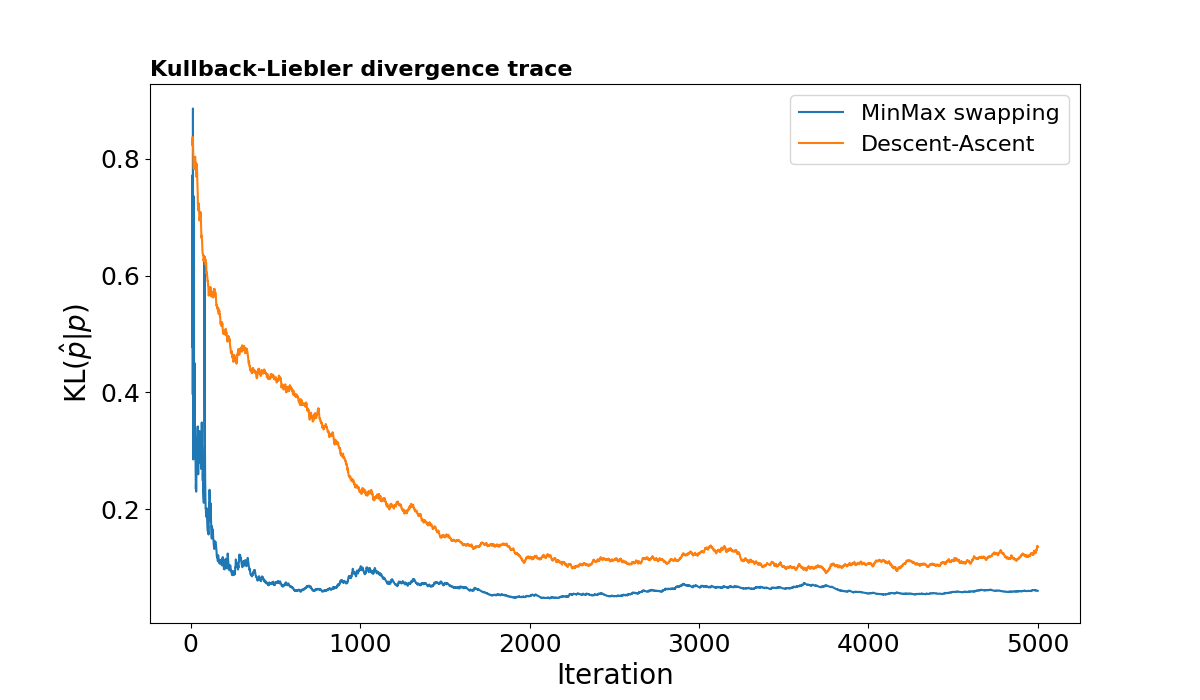 Kullback-Liebler divergence trace
MinMax swapping
Descent-Ascent
KL(p̂|p)
0.8
0.6
0.4
0.2
0 1000 2000 3000 4000 5000
Iteration